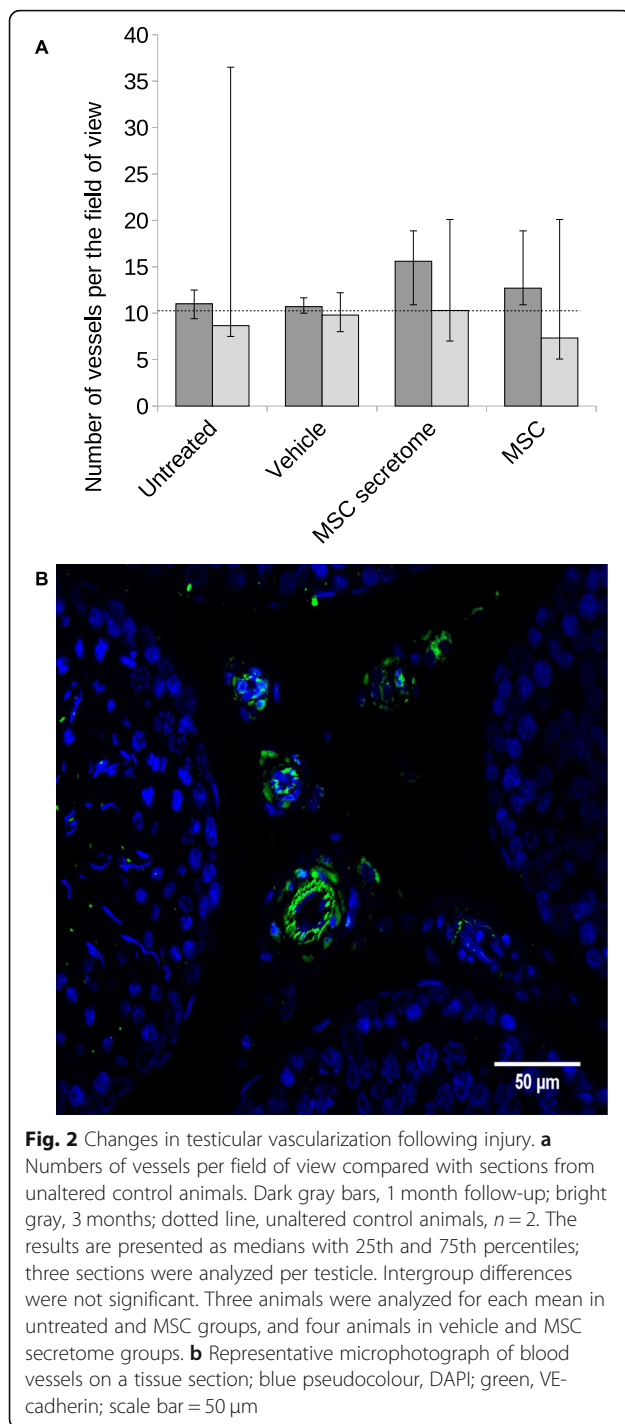 A
Number of vessels per the field of view
40
35
30
25
20
15
10
5
0
Untreated
Vehicle
MSC secretome
MSC
B
50 µm
Fig. 2 Changes in testicular vascularization following injury. a
Numbers of vessels per field of view compared with sections from
unaltered control animals. Dark gray bars, 1 month follow-up; bright
gray, 3 months; dotted line, unaltered control animals, n = 2. The
results are presented as medians with 25th and 75th percentiles;
three sections were analyzed per testicle. Intergroup differences
were not significant. Three animals were analyzed for each mean in
untreated and MSC groups, and four animals in vehicle and MSC
secretome groups. b Representative microphotograph of blood
vessels on a tissue section; blue pseudocolour, DAPI; green, VE-
cadherin; scale bar = 50 µm